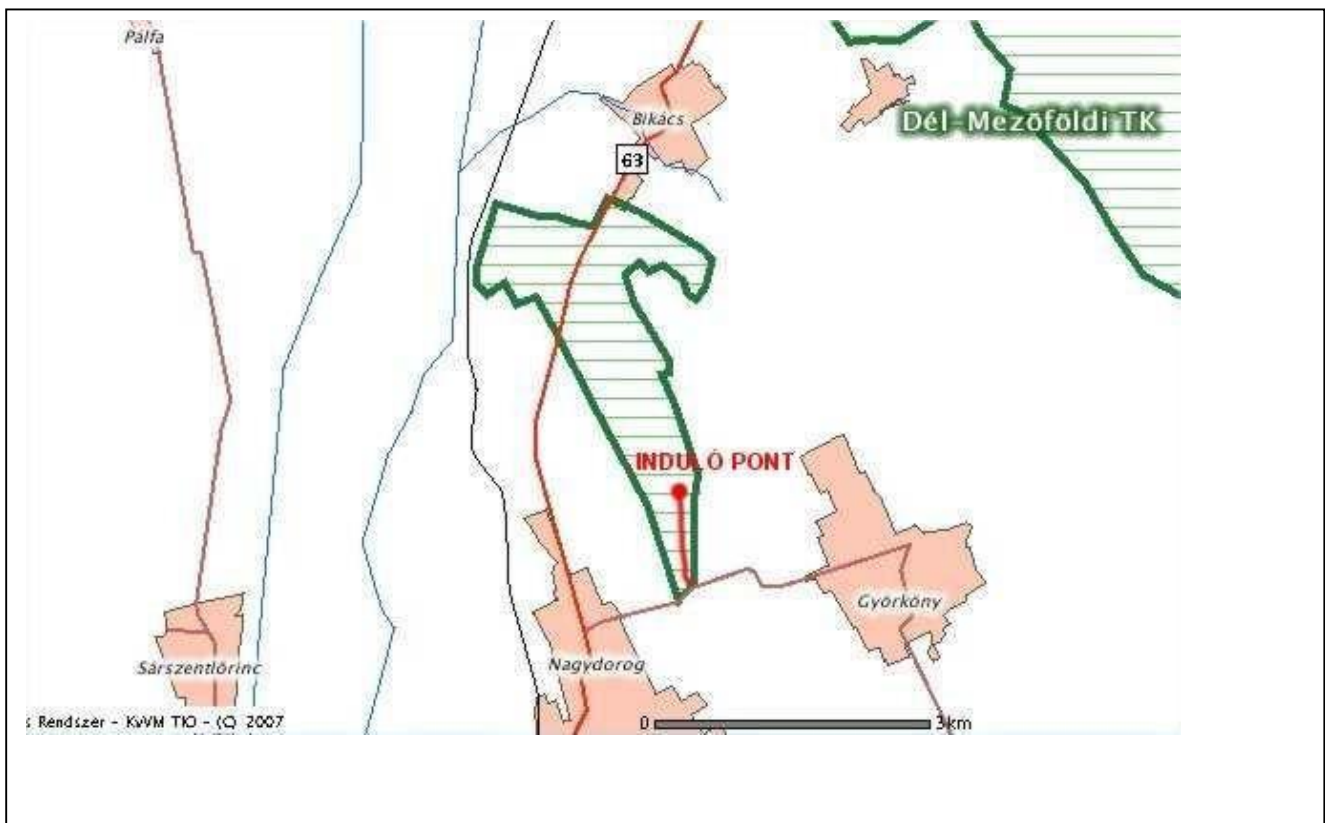 Pálfa
Bikács
Dél-Mezőföldi TK
63
INDULÓ PONT
Györköny
Sárszentlőrinc
Nagydorog
s Rendszer - KvVM TIO - (C) 2007
0 3km